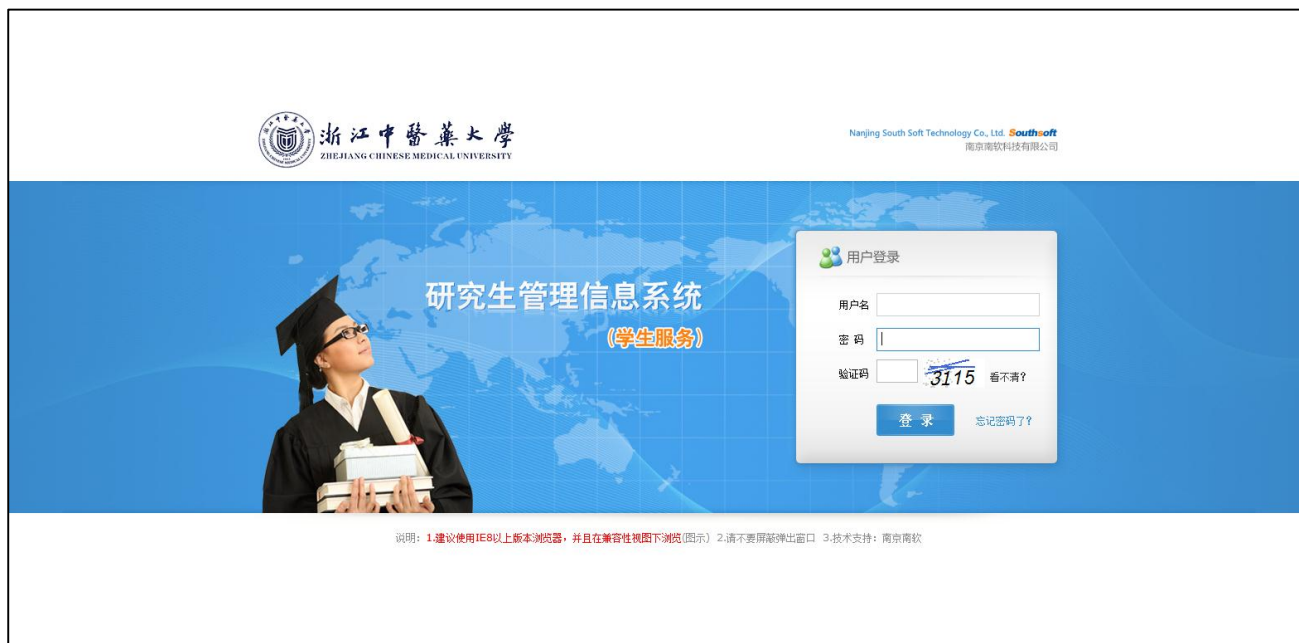 浙江中醫藥大學
ZHEJIANG CHINESE MEDICAL UNIVERSITY
Nanjing South Soft Technology Co., Ltd. Southsoft
南京南软科技有限公司
研究生管理信息系统
(学生服务)
用户登录
用户名
密 码
验证码 3115 看不清?
登 录 忘记密码了?
说明：1.建议使用IE8以上版本浏览器，并且在兼容性视图下浏览(图示) 2.请不要屏蔽弹出窗口 3.技术支持：南京南软